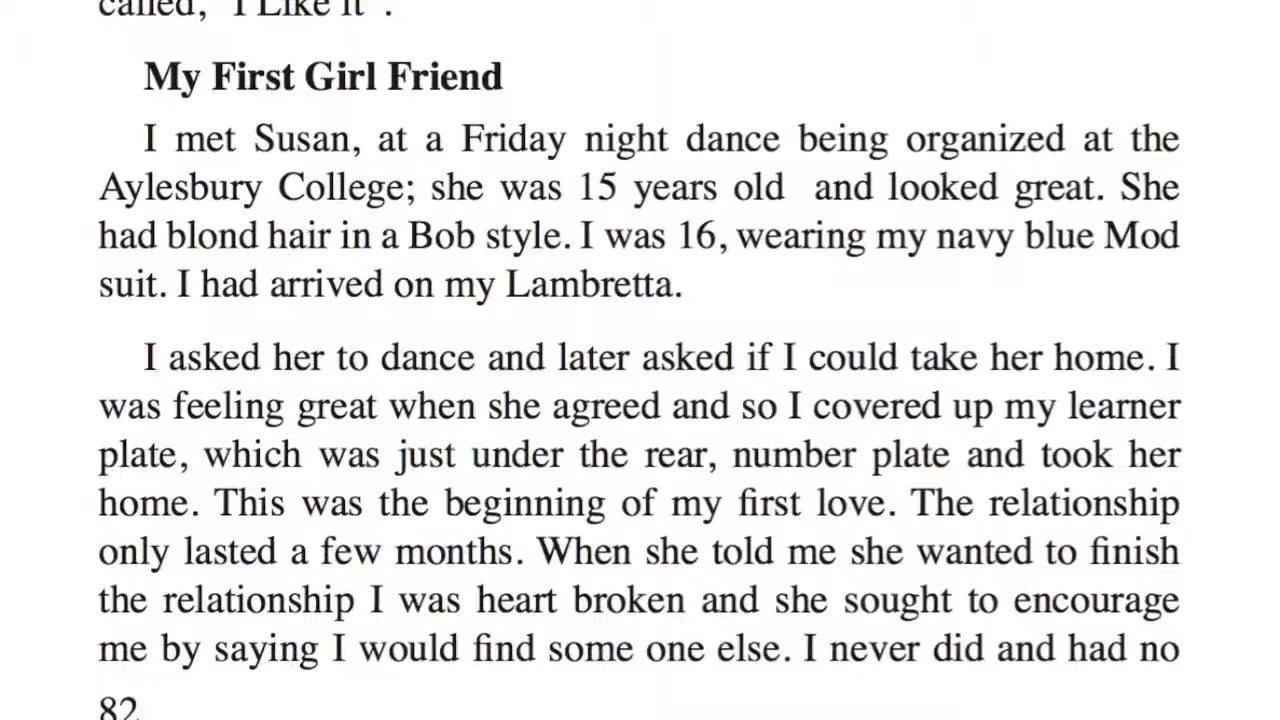 called, "I Like it".
My First Girl Friend
I met Susan, at a Friday night dance being organized at the
Aylesbury College; she was 15 years old  and looked great. She
had blond hair in a Bob style. I was 16, wearing my navy blue Mod
suit. I had arrived on my Lambretta.
I asked her to dance and later asked if I could take her home. I
was feeling great when she agreed and so I covered up my learner
plate, which was just under the rear, number plate and took her
home. This was the beginning of my first love. The relationship
only lasted a few months. When she told me she wanted to finish
the relationship I was heart broken and she sought to encourage
me by saying I would find some one else. I never did and had no
82